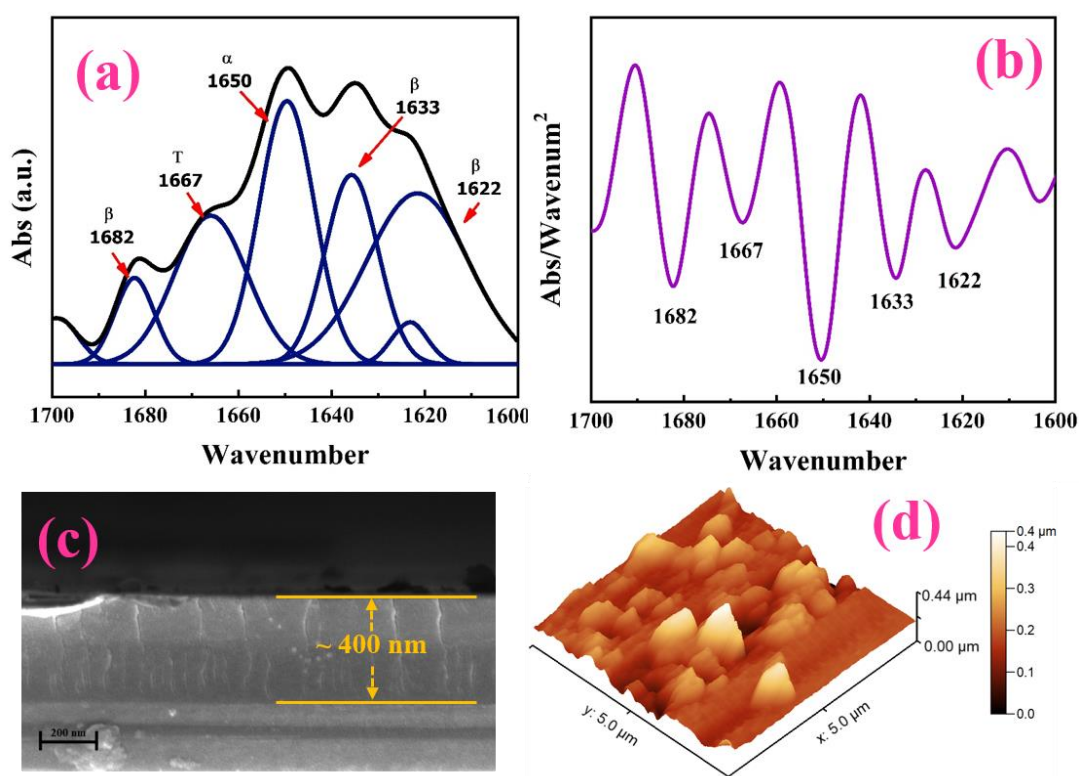 (a)
α
1650
β
1633
T
1667
β
1622
β
1682
Abs (a.u.)
1700 1680 1660 1640 1620 1600
Wavenumber
(b)
1682
1667
1650
1633
1622
Abs/Wavenum²
1700 1680 1660 1640 1620 1600
Wavenumber
(c)
~ 400 nm
200 nm
(d)
y: 5.0 µm
x: 5.0 µm
0.44 µm
0.00 µm
0.4 µm
0.4
0.3
0.2
0.1
0.0